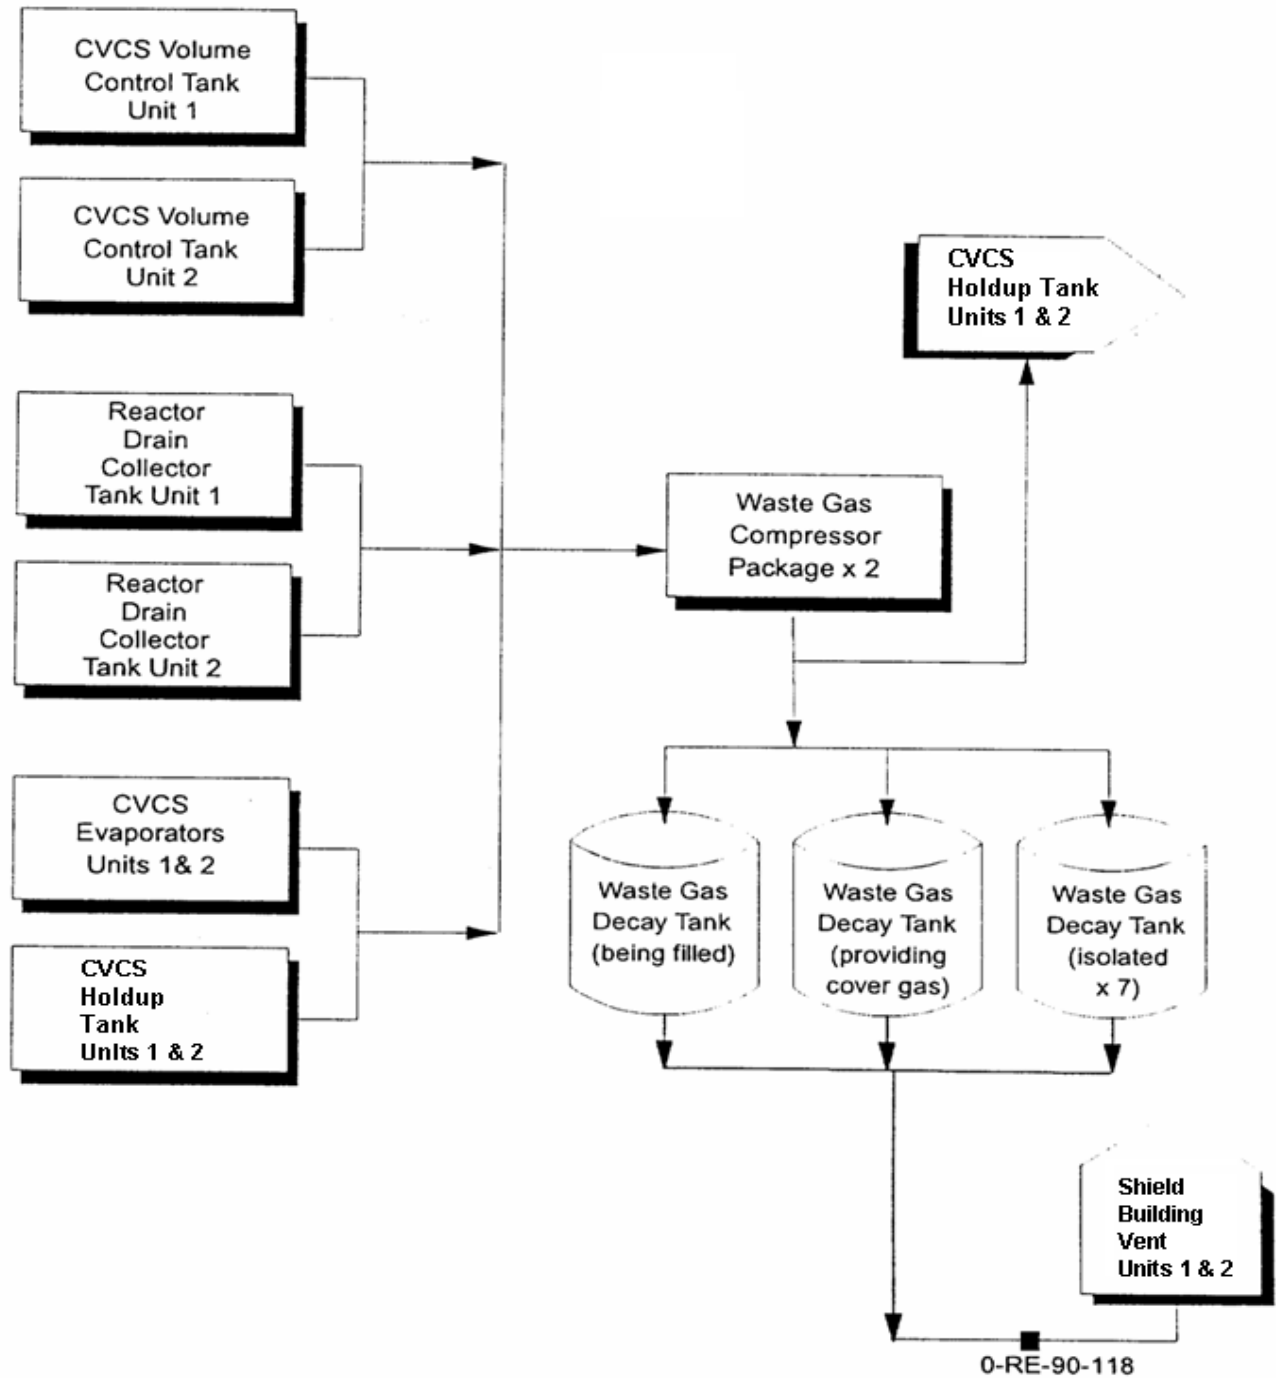 CVCS Volume
Control Tank
Unit 1
CVCS Volume
Control Tank
Unit 2
CVCS
Holdup Tank
Units 1 & 2
Reactor
Drain
Collector
Tank Unit 1
Waste Gas
Compressor
Package x 2
Reactor
Drain
Collector
Tank Unit 2
CVCS
Evaporators
Units 1& 2
Waste Gas
Decay Tank
(being filled)
Waste Gas
Decay Tank
(providing
cover gas)
Waste Gas
Decay Tank
(isolated
x 7)
CVCS
Holdup
Tank
Units 1 & 2
Shield
Building
Vent
Units 1 & 2
0-RE-90-118